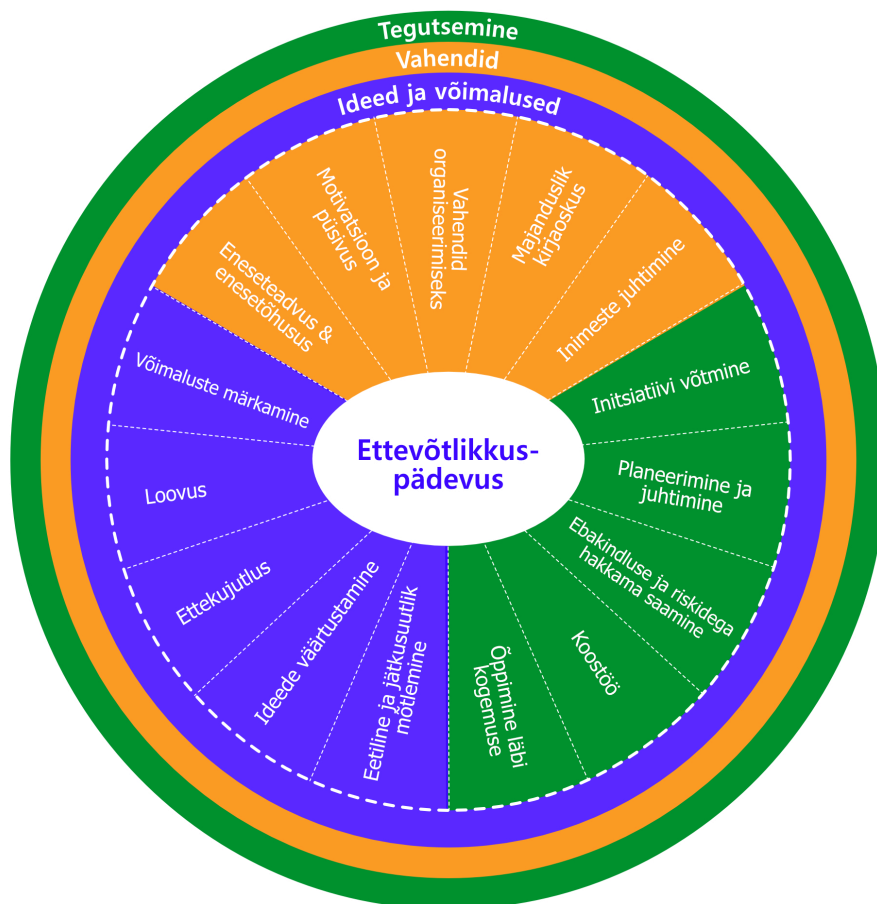 Tegutsemine
Vahendid
Ideed ja võimalused
Eneseteadvus &
enesetõhusus
Motivatsioon ja
püsivus
Vahendid
organiseerimiseks
Majanduslik
kirjaoskus
Inimeste juhtimine
Initsiatiivi võtmine
Planeerimine ja
juhtimine
Ebakindluse ja riskidega
hakkama saamine
Koostöö
Õppimine läbi
kogemuse
Eetiline ja jätkusuutlik
mõtlemine
Ideede väärtustamine
Ettekujutlus
Loovus
Võimaluste märkamine
Ettevõtlikkus-
pädevus